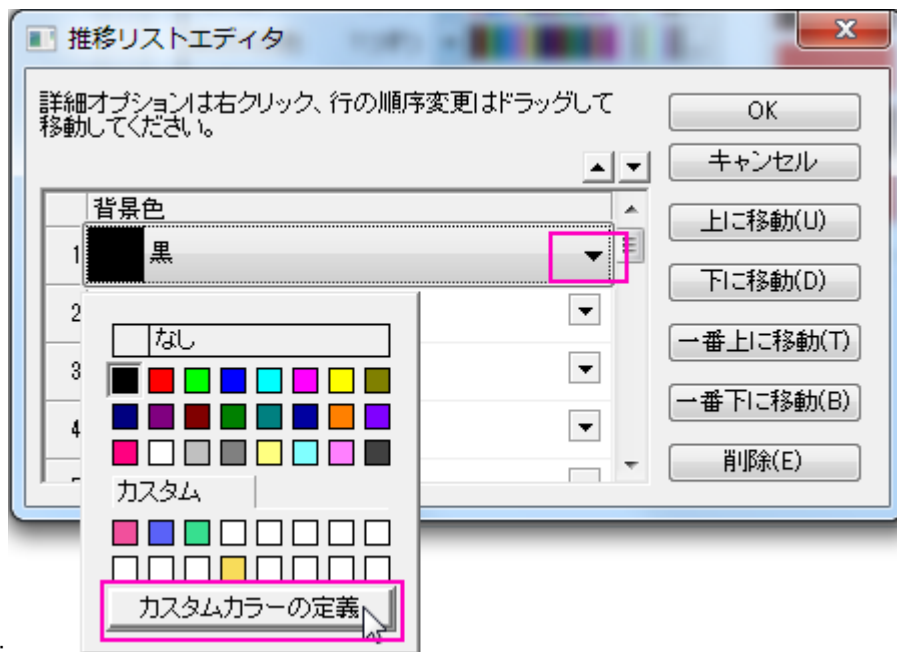 推移リストエディタ
詳細オプションは右クリック、行の順序変更はドラッグして
移動してください。
OK
キャンセル
背景色
上に移動(U)
1 黒
下に移動(D)
2
なし
一番上に移動(T)
3
一番下に移動(B)
4
削除(E)
カスタム
カスタムカラーの定義